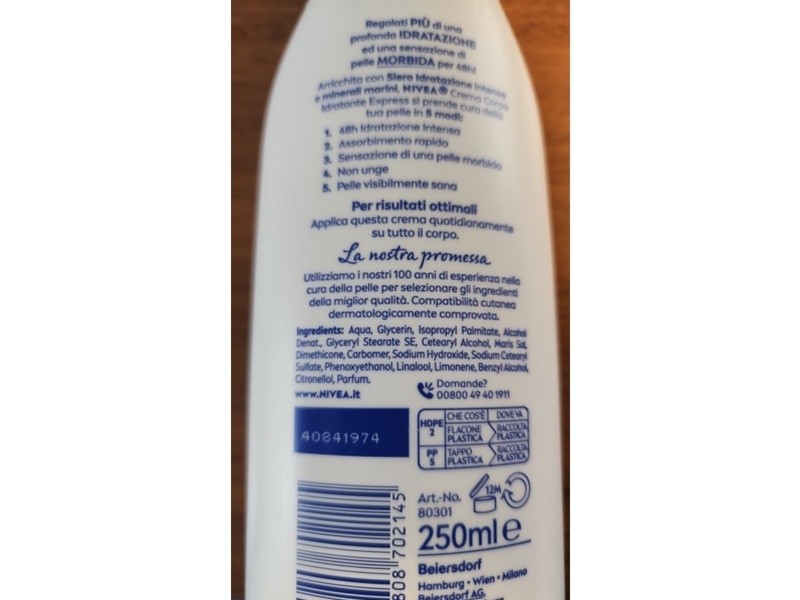 Regalati PIÙ di una
profonda IDRATAZIONE
ed una sensazione di
pelle MORBIDA per 48h!
Arricchita con Siero Idratazione Intensa
e minerali marini, NIVEA® Crema Corpo
Idratante Express si prende cura della
tua pelle in 5 modi:
1. 48h Idratazione Intensa
2. Assorbimento rapido
3. Sensazione di una pelle morbida
4. Non unge
5. Pelle visibilmente sana
Per risultati ottimali
Applica questa crema quotidianamente
su tutto il corpo.
La nostra promessa
Utilizziamo i nostri 100 anni di esperienza nella
cura della pelle per selezionare gli ingredienti
della miglior qualità. Compatibilità cutanea
dermatologicamente comprovata.
Ingredients: Aqua, Glycerin, Isopropyl Palmitate, Alcohol
Denat., Glyceryl Stearate SE, Cetearyl Alcohol, Maris Sal,
Dimethicone, Carbomer, Sodium Hydroxide, Sodium Cetearyl
Sulfate, Phenoxyethanol, Linalool, Limonene, Benzyl Alcohol,
Citronellol, Parfum.
www.NIVEA.it
Domande?
00800 49 40 1911
40841974
CHE COS'È DOVE VA
HDPE 2 FLACONE PLASTICA RACCOLTA PLASTICA
PP 5 TAPPO PLASTICA RACCOLTA PLASTICA
12M
Art.-No.
80301
250ml e
808702145
Beiersdorf
Hamburg • Wien • Milano
Beiersdorf AG,